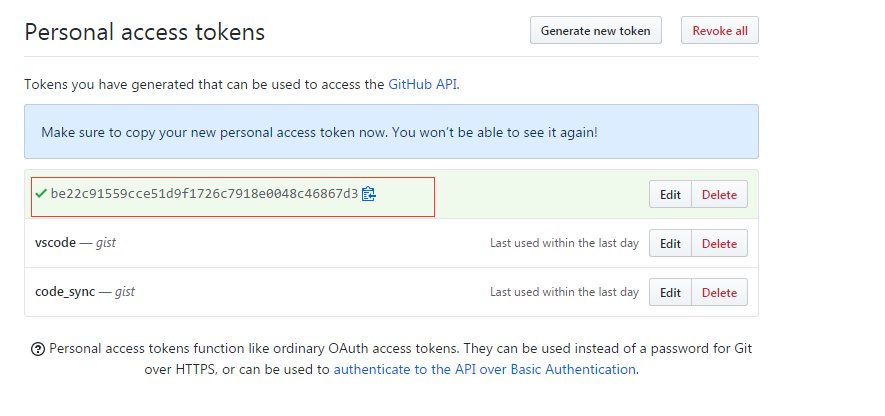 Personal access tokens
Generate new token
Revoke all
Tokens you have generated that can be used to access the GitHub API.
Make sure to copy your new personal access token now. You won't be able to see it again!
be22c91559cce51d9f1726c7918e0048c46867d3
Edit
Delete
vscode — gist
Last used within the last day
Edit
Delete
code_sync — gist
Last used within the last day
Edit
Delete
Personal access tokens function like ordinary OAuth access tokens. They can be used instead of a password for Git
over HTTPS, or can be used to authenticate to the API over Basic Authentication.